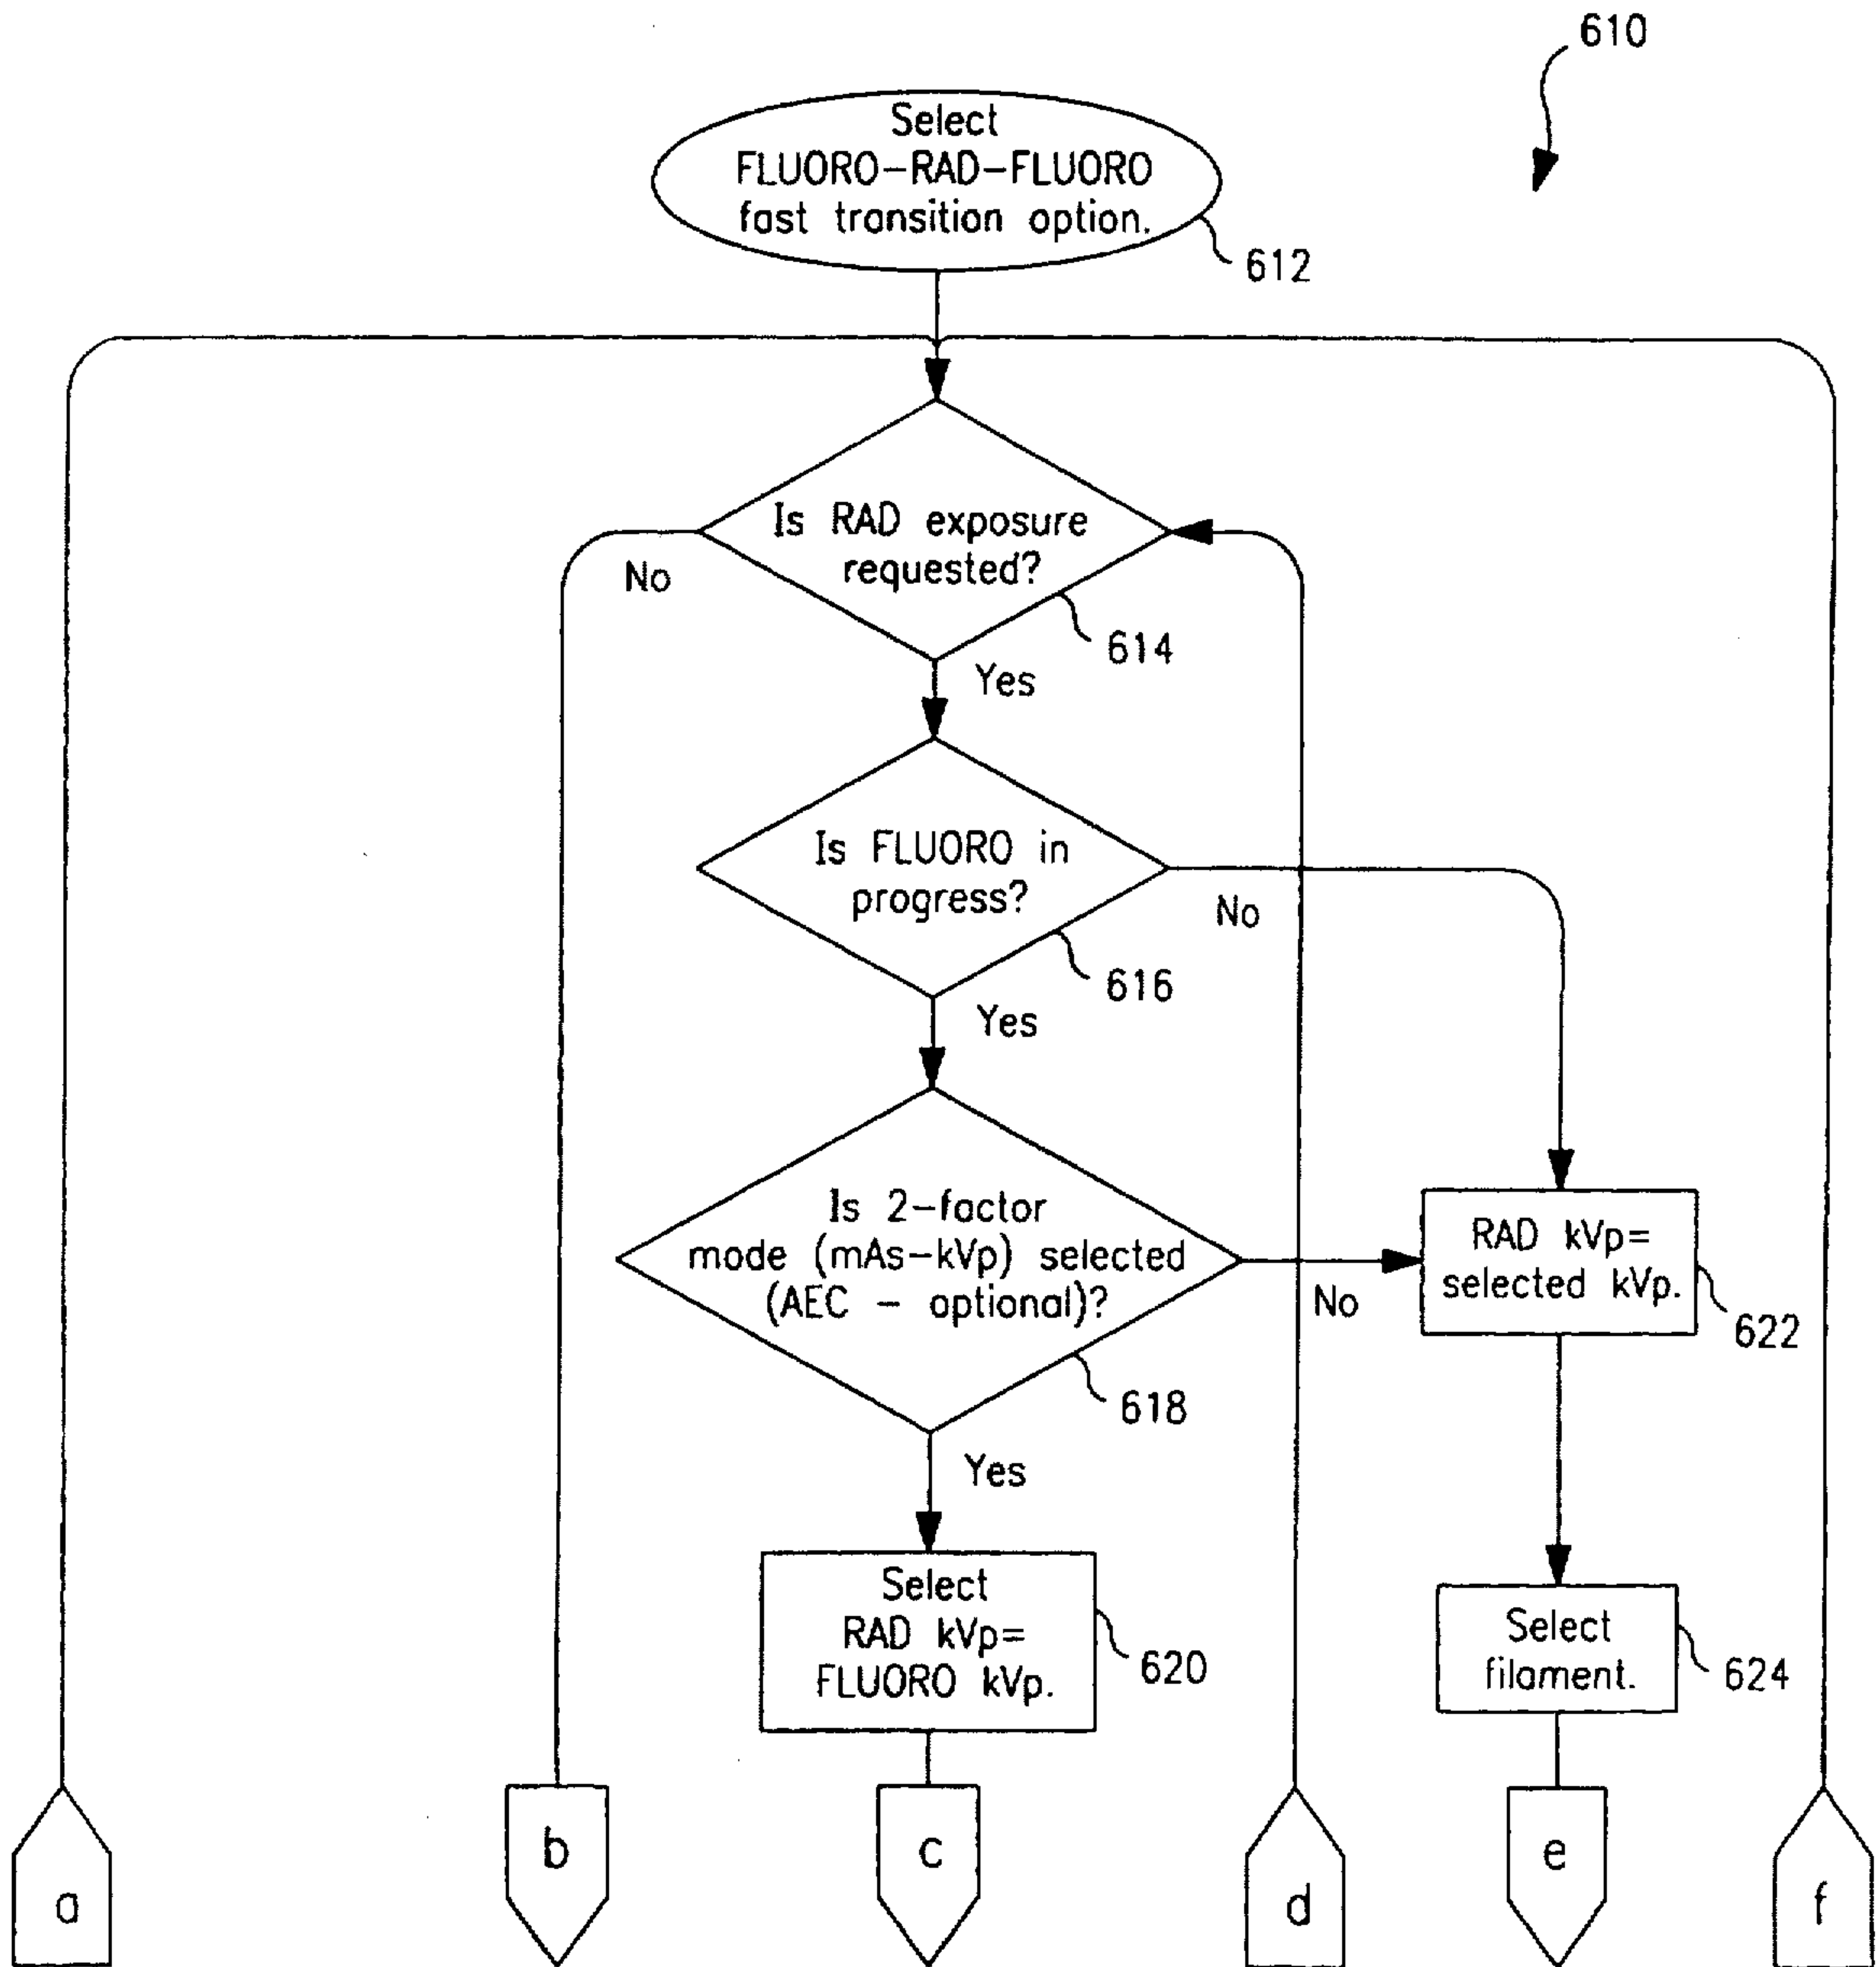 610
Select
FLUORO-RAD-FLUORO
fast transition option.
612
Is RAD exposure
requested?
No
614
Yes
Is FLUORO in
progress?
No
616
Yes
Is 2-factor
mode (mAs-kVp) selected
(AEC - optional)?
No
RAD kVp=
selected kVp.
622
618
Yes
Select
RAD kVp=
FLUORO kVp.
620
Select
filament.
624
a
b
c
d
e
f